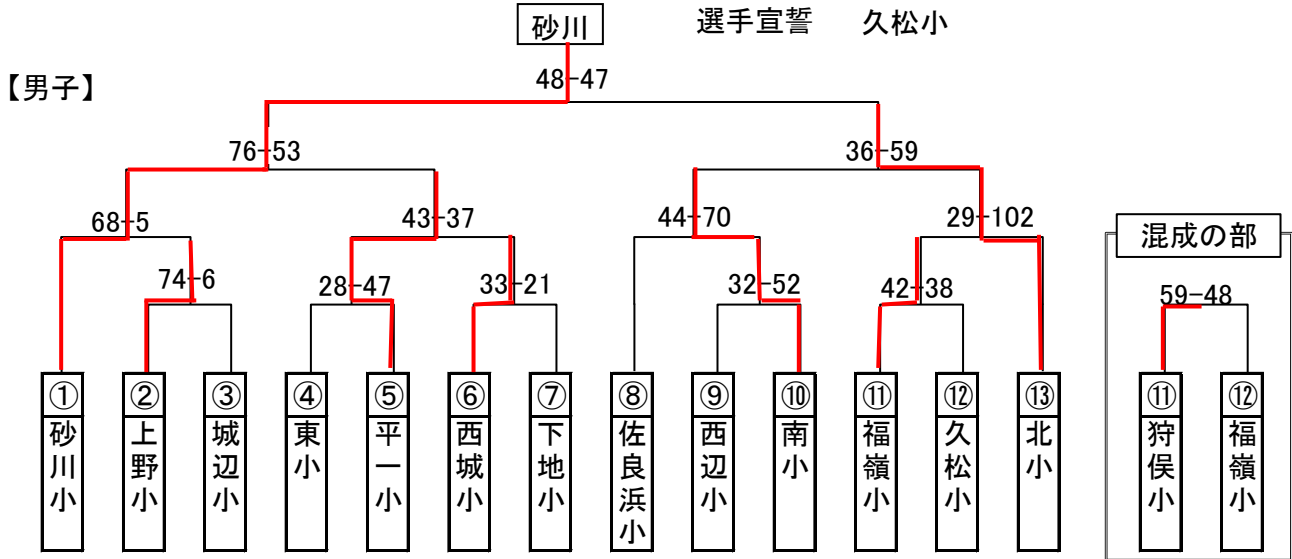 砂川
選手宣誓 久松小
【男子】
48-47
76-53
36-59
68-5
43-37
44-70
29-102
混成の部
74-6
28-47
33-21
32-52
42-38
59-48
①
砂川小
②
上野小
③
城辺小
④
東小
⑤
平一小
⑥
西城小
⑦
下地小
⑧
佐良浜小
⑨
西辺小
⑩
南小
⑪
福嶺小
⑫
久松小
⑬
北小
⑪
狩俣小
⑫
福嶺小